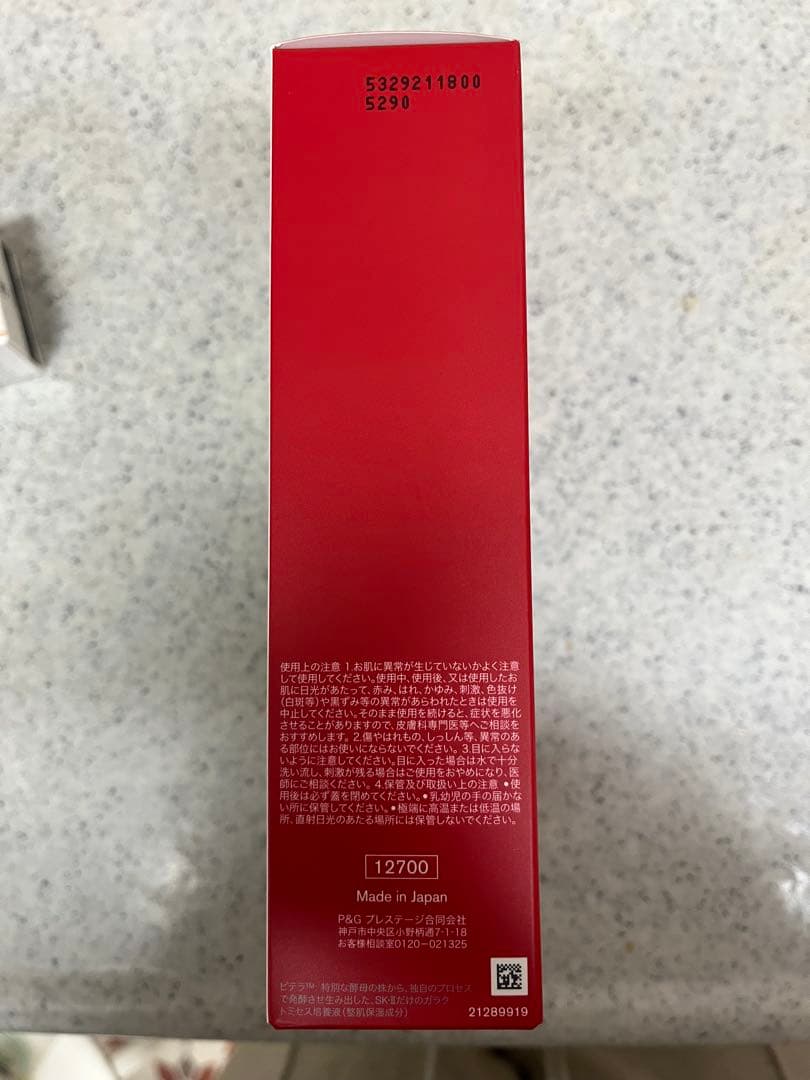 5329211800
5290
使用上の注意 1.お肌に異常が生じていないかよく注意
して使用してください。使用中、使用後、又は使用したお
肌に日光があたって、赤み、はれ、かゆみ、刺激、色抜け
(白斑等)や黒ずみ等の異常があらわれたときは使用を
中止してください。そのまま使用を続けると、症状を悪化
させることがありますので、皮膚科専門医等へご相談を
おすすめします。2.傷やはれもの、しっしん等、異常のあ
る部位にはお使いにならないでください。3.目に入らな
いように注意してください。目に入った場合は水で十分
洗い流し、刺激が残る場合はご使用をおやめになり、医
師にご相談ください。4.保管及び取扱い上の注意 ●使
用後は必ず蓋を閉めてください。●乳幼児の手の届かな
い所に保管してください。●極端に高温または低温の場
所、直射日光のあたる場所には保管しないでください。
12700
Made in Japan
P&G プレステージ合同会社
神戸市中央区小野柄通7-1-18
お客様相談室0120-021325
ピテラ™ 特別な酵母の株から、独自のプロセス
で発酵させ生み出した、SK-Ⅱだけのガラク
トミセス培養液(整肌保湿成分)
21289919